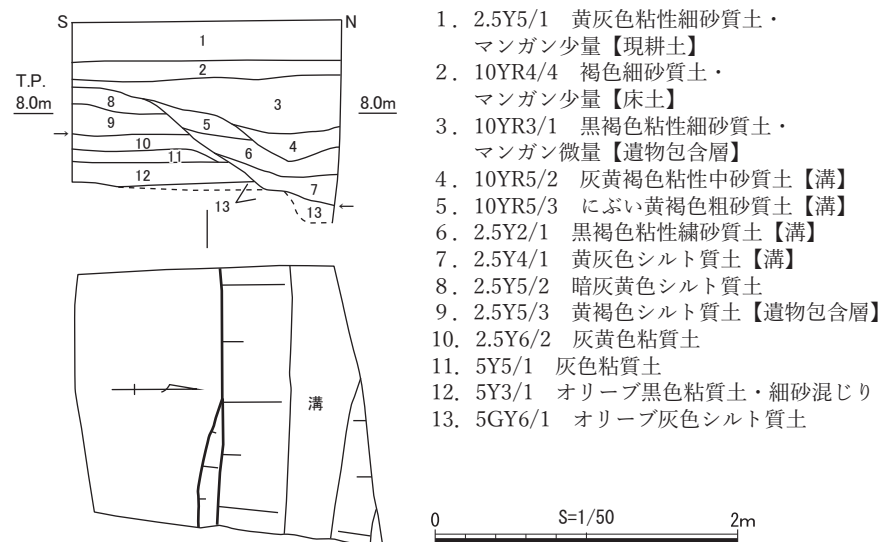 S
N
1
2
3
4
5
6
7
8
9
10
11
12
13
13
T.P.
8.0m
8.0m
→
←
溝
1．2.5Y5/1　黄灰色粘性細砂質土・
マンガン少量【現耕土】
2．10YR4/4　褐色細砂質土・
マンガン少量【床土】
3．10YR3/1　黒褐色粘性細砂質土・
マンガン微量【遺物包含層】
4．10YR5/2　灰黄褐色粘性中砂質土【溝】
5．10YR5/3　にぶい黄褐色粗砂質土【溝】
6．2.5Y2/1　黒褐色粘性繍砂質土【溝】
7．2.5Y4/1　黄灰色シルト質土【溝】
8．2.5Y5/2　暗灰黄色シルト質土
9．2.5Y5/3　黄褐色シルト質土【遺物包含層】
10．2.5Y6/2　灰黄色粘質土
11．5Y5/1　灰色粘質土
12．5Y3/1　オリーブ黒色粘質土・細砂混じり
13．5GY6/1　オリーブ灰色シルト質土
0
S=1/50
2m